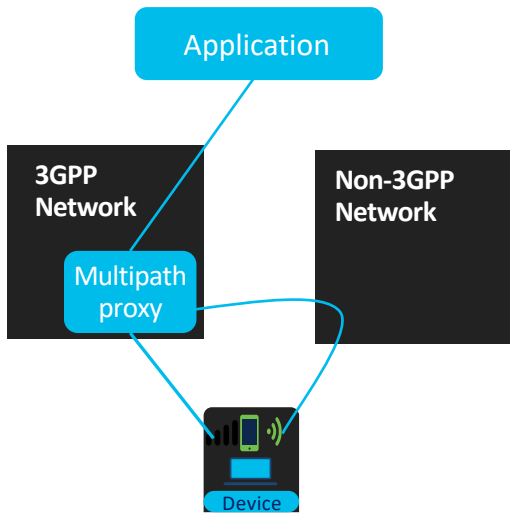 Application
3GPP
Network
Non-3GPP
Network
Multipath
proxy
Device